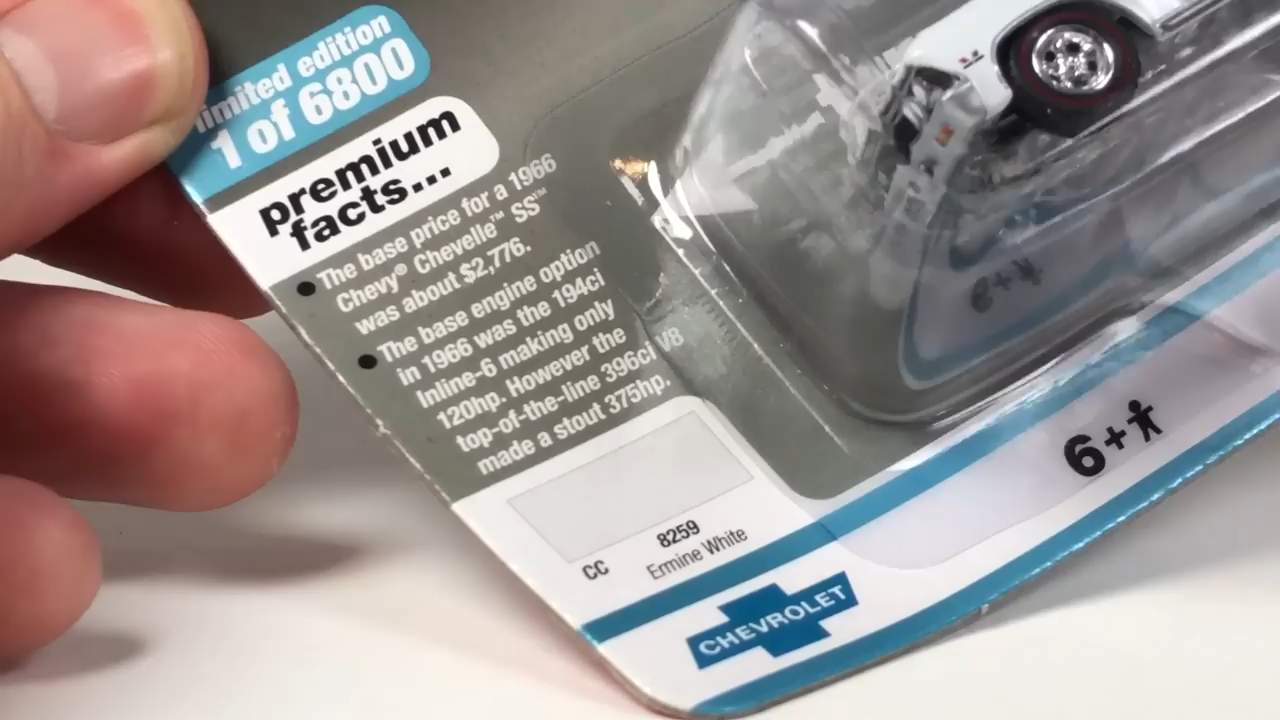 limited edition
1 of 6800
premium
facts...
• The base price for a 1966
Chevy® Chevelle™ SS™
was about $2,776.
• The base engine option
in 1966 was the 194ci
Inline-6 making only
120hp. However the
top-of-the-line 396ci V8
made a stout 375hp.
8259
CC Ermine White
CHEVROLET
6+
6+